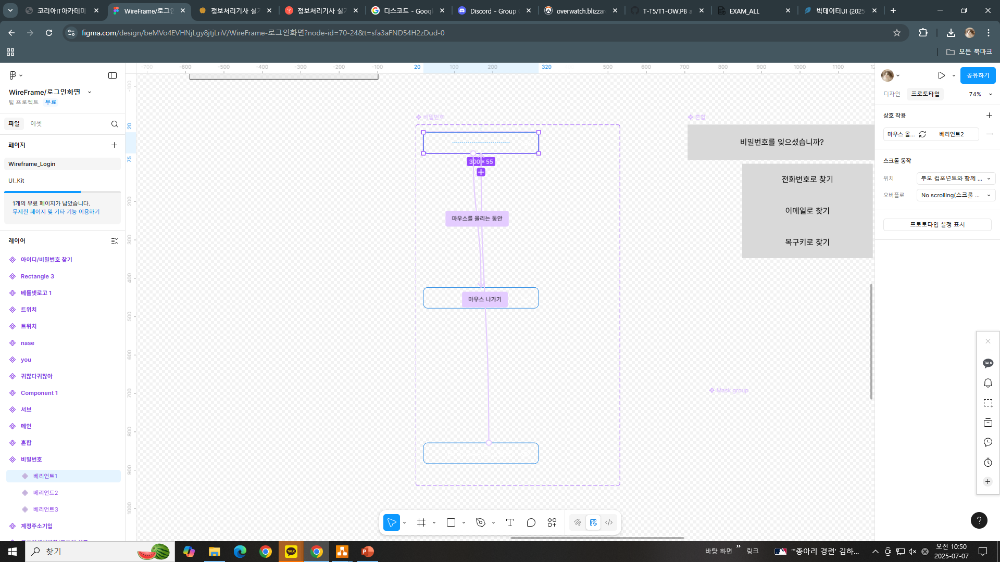 코리아IT아카데미
WireFrame/로그인
정보처리기사 실기
정보처리기사 실기
디스코드 - Googl
Discord - Group C
overwatch.blizzar
T-T5/T1-OW.PB a
EXAM_ALL
빅데이터UI (2025
figma.com/design/beMVo4EVHNjLgy8jtjLriV/WireFrame-로그인화면?node-id=70-24&t=sfa3aFND54H2zDud-0
모든 북마크
-700 -600 -500 -400 -300 -200 -100 20 100 200 320 500 600 700 800 900 1000 1100
WireFrame/로그인화면
팀 프로젝트 무료
공유하기
디자인 프로토타입 74%
파일 에셋
상호 작용
마우스 올... 베리언트2
페이지
Wireframe_Login
UI_Kit
1개의 무료 페이지가 남았습니다.
무제한 페이지 및 기타 기능 이용하기
스크롤 동작
위치 부모 컴포넌트와 함께 ...
오버플로 No scrolling(스크롤 ...
프로토타입 설정 표시
레이어
아이디/비밀번호 찾기
Rectangle 3
베틀넷로고 1
트위치
트위치
nase
you
귀찮다귀찮아
Component 1
서브
메인
혼합
비밀번호
베리언트1
베리언트2
베리언트3
계정주소기입
-100
20
75
200
300
400
500
600
700
800
900
1000
비밀번호
300 × 55
마우스를 올리는 동안
마우스 나가기
혼합
비밀번호를 잊으셨습니까?
전화번호로 찾기
이메일로 찾기
복구키로 찾기
Mask group
TALK
?
찾기
TALK
바탕 화면
링크
"'종아리 경련' 김하...
오전 10:50
2025-07-07